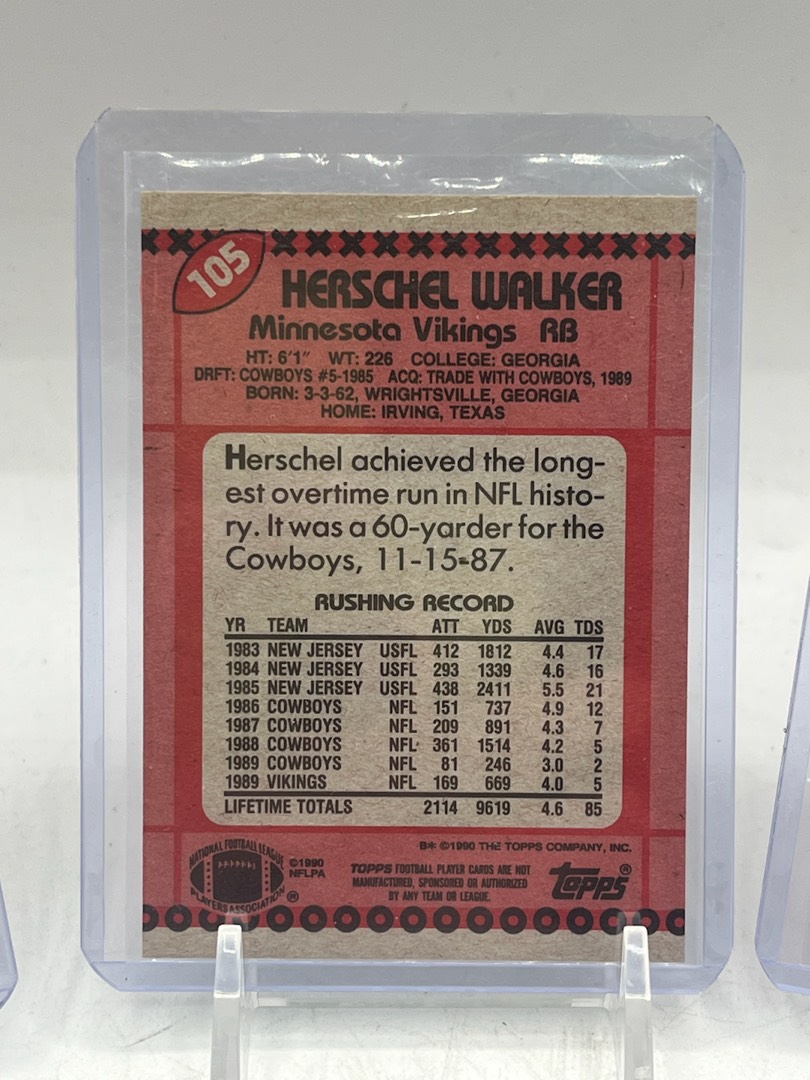 105
HERSCHEL WALKER
Minnesota Vikings RB
HT: 6'1" WT: 226 COLLEGE: GEORGIA
DRFT: COWBOYS #5-1985 ACQ: TRADE WITH COWBOYS, 1989
BORN: 3-3-62, WRIGHTSVILLE, GEORGIA
HOME: IRVING, TEXAS
Herschel achieved the long-
est overtime run in NFL histo-
ry. It was a 60-yarder for the
Cowboys, 11-15-87.
RUSHING RECORD
YR TEAM ATT YDS AVG TDS
1983 NEW JERSEY USFL 412 1812 4.4 17
1984 NEW JERSEY USFL 293 1339 4.6 16
1985 NEW JERSEY USFL 438 2411 5.5 21
1986 COWBOYS NFL 151 737 4.9 12
1987 COWBOYS NFL 209 891 4.3 7
1988 COWBOYS NFL 361 1514 4.2 5
1989 COWBOYS NFL 81 246 3.0 2
1989 VIKINGS NFL 169 669 4.0 5
LIFETIME TOTALS 2114 9619 4.6 85
B* ©1990 THE TOPPS COMPANY, INC.
NATIONAL FOOTBALL LEAGUE
PLAYERS ASSOCIATION ®
©1990
NFLPA
TOPPS FOOTBALL PLAYER CARDS ARE NOT
MANUFACTURED, SPONSORED OR AUTHORIZED
BY ANY TEAM OR LEAGUE.
topps®